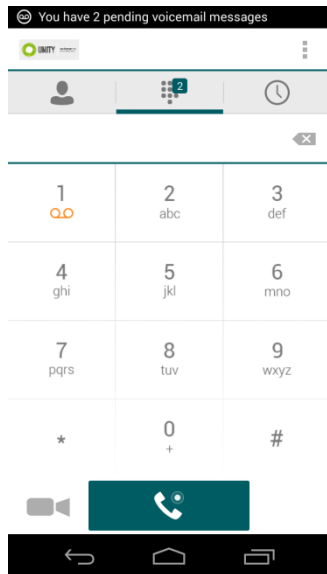 You have 2 pending voicemail messages
UNITY
2
1 2 3
abc def
4 5 6
ghi jkl mno
7 8 9
pqrs tuv wxyz
* 0 #
+